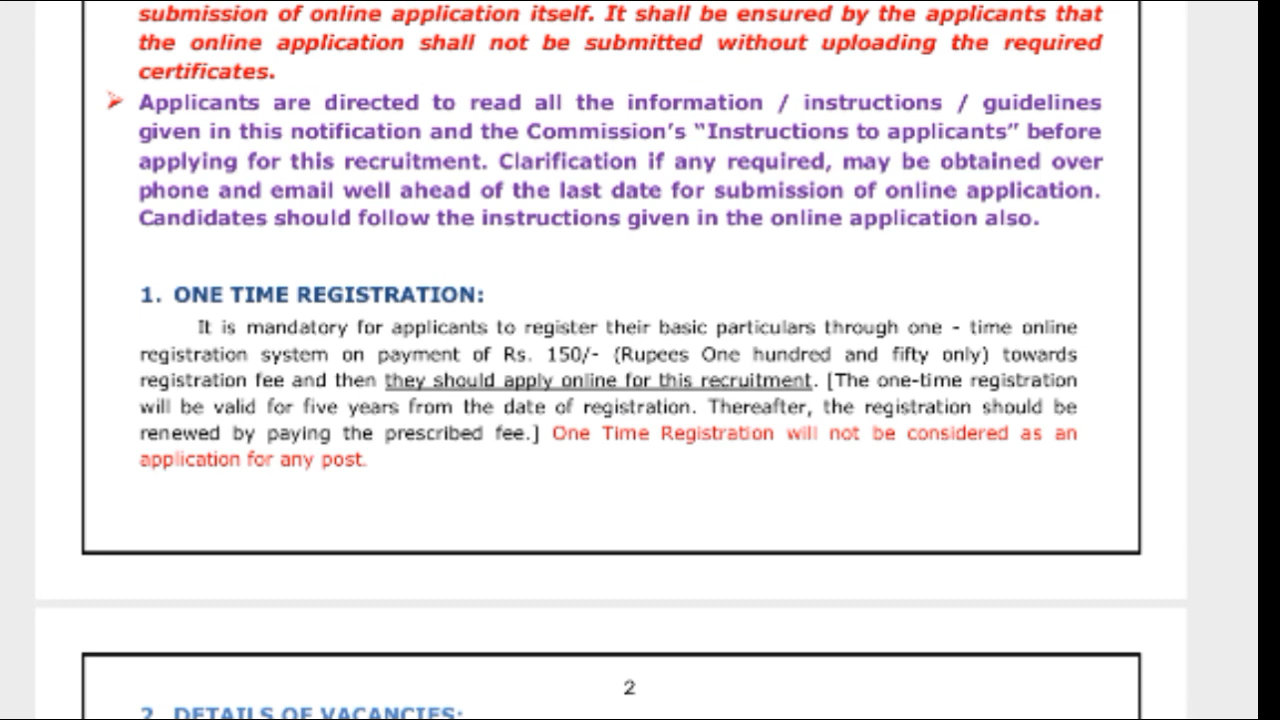 submission of online application itself. It shall be ensured by the applicants that
the online application shall not be submitted without uploading the required
certificates.
➢ Applicants are directed to read all the information / instructions / guidelines
given in this notification and the Commission's “Instructions to applicants” before
applying for this recruitment. Clarification if any required, may be obtained over
phone and email well ahead of the last date for submission of online application.
Candidates should follow the instructions given in the online application also.
1. ONE TIME REGISTRATION:
It is mandatory for applicants to register their basic particulars through one - time online
registration system on payment of Rs. 150/- (Rupees One hundred and fifty only) towards
registration fee and then they should apply online for this recruitment. [The one-time registration
will be valid for five years from the date of registration. Thereafter, the registration should be
renewed by paying the prescribed fee.] One Time Registration will not be considered as an
application for any post.
2
2. DETAILS OF VACANCIES: